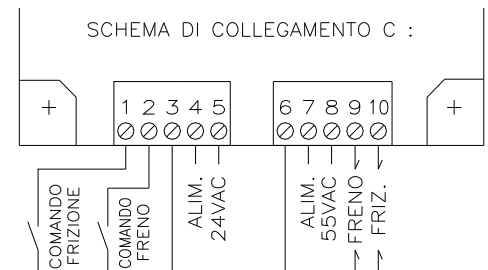 SCHEMA DI COLLEGAMENTO C :
1 2 3 4 5
6 7 8 9 10
COMANDO
FRIZIONE
COMANDO
FRENO
ALIM.
24VAC
ALIM.
55VAC
FRENO
FRIZ.